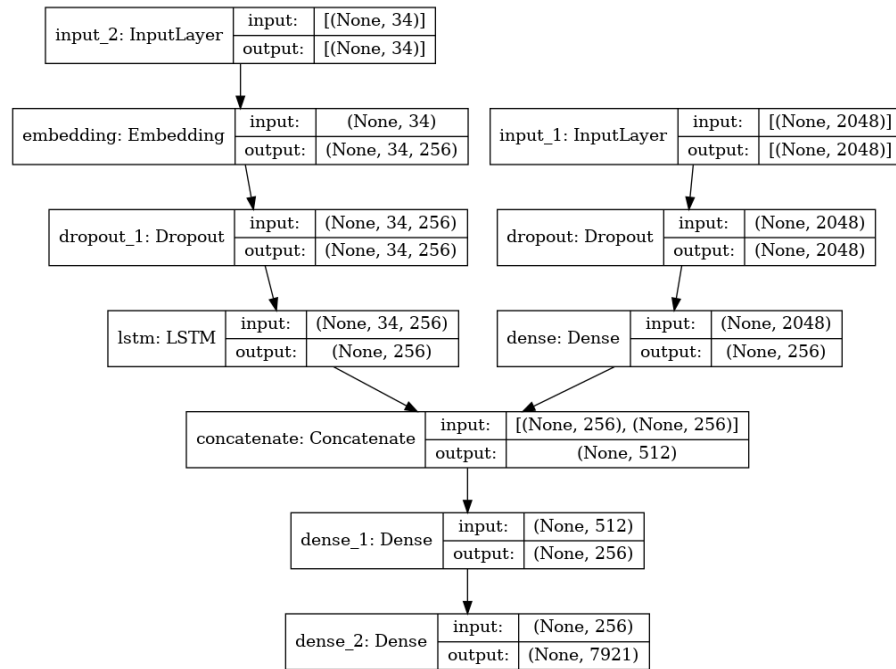 input_2: InputLayer input: [(None, 34)]
output: [(None, 34)]
embedding: Embedding input: (None, 34)
output: (None, 34, 256)
input_1: InputLayer input: [(None, 2048)]
output: [(None, 2048)]
dropout_1: Dropout input: (None, 34, 256)
output: (None, 34, 256)
dropout: Dropout input: (None, 2048)
output: (None, 2048)
lstm: LSTM input: (None, 34, 256)
output: (None, 256)
dense: Dense input: (None, 2048)
output: (None, 256)
concatenate: Concatenate input: [(None, 256), (None, 256)]
output: (None, 512)
dense_1: Dense input: (None, 512)
output: (None, 256)
dense_2: Dense input: (None, 256)
output: (None, 7921)